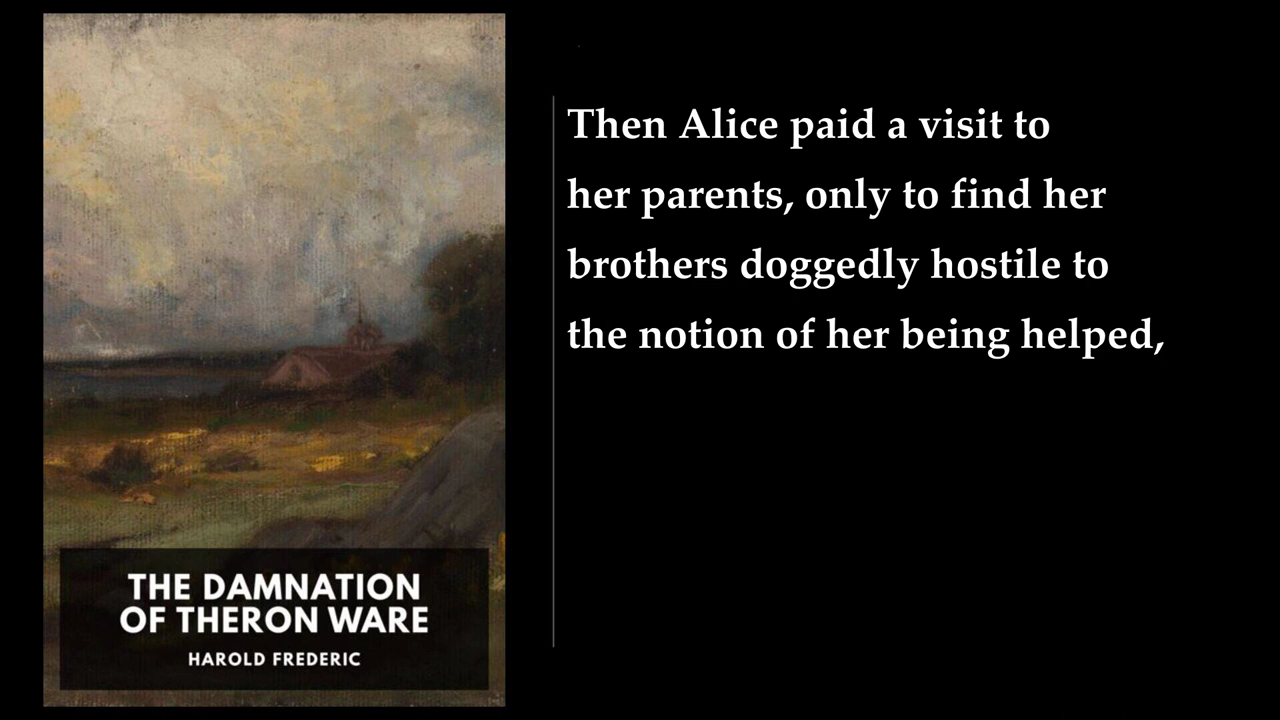 Then Alice paid a visit to
her parents, only to find her
brothers doggedly hostile to
the notion of her being helped,
THE DAMNATION
OF THERON WARE
HAROLD FREDERIC